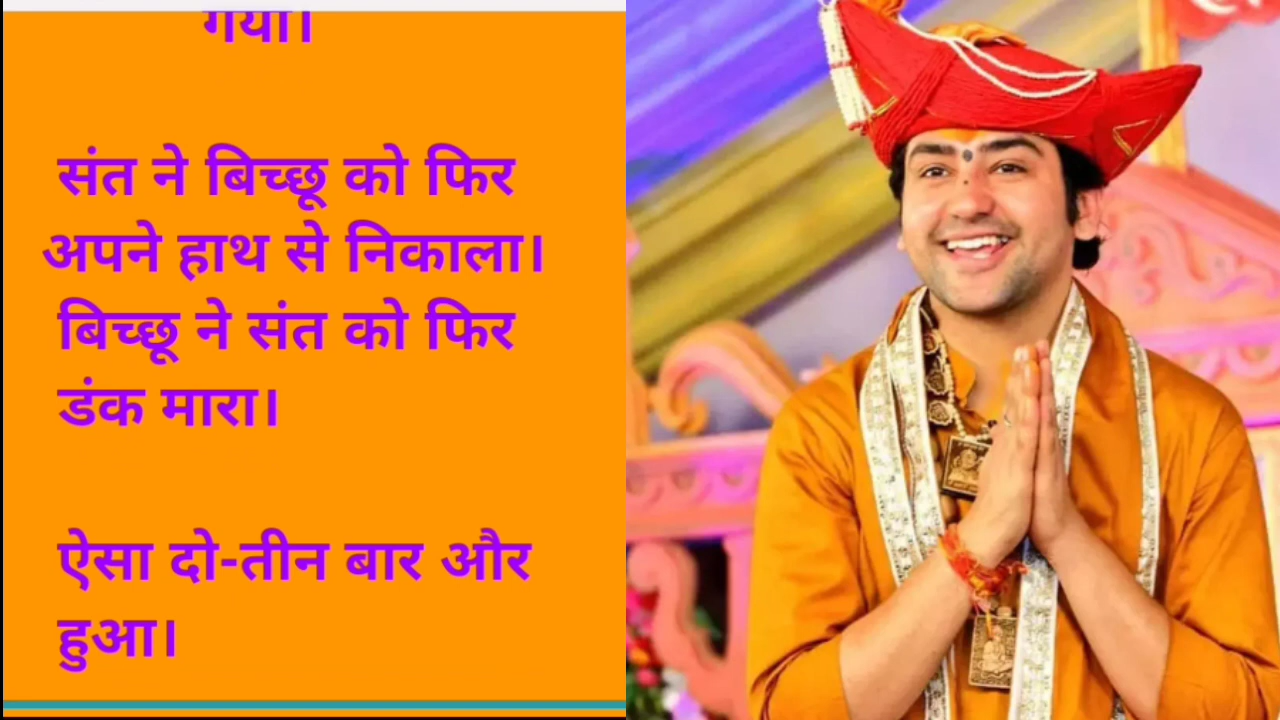 गया।
संत ने बिच्छू को फिर
अपने हाथ से निकाला।
बिच्छू ने संत को फिर
डंक मारा।
ऐसा दो-तीन बार और
हुआ।